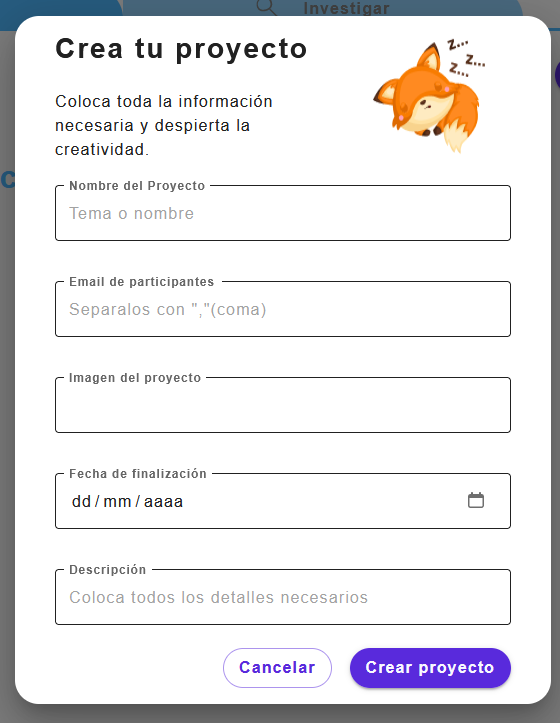 Investigar
Crea tu proyecto
z...
z...
z...
Coloca toda la información
necesaria y despierta la
creatividad.
Nombre del Proyecto
Tema o nombre
Email de participantes
Separalos con ","(coma)
Imagen del proyecto
Fecha de finalización
dd/mm/aaaa
Descripción
Coloca todos los detalles necesarios
Cancelar
Crear proyecto